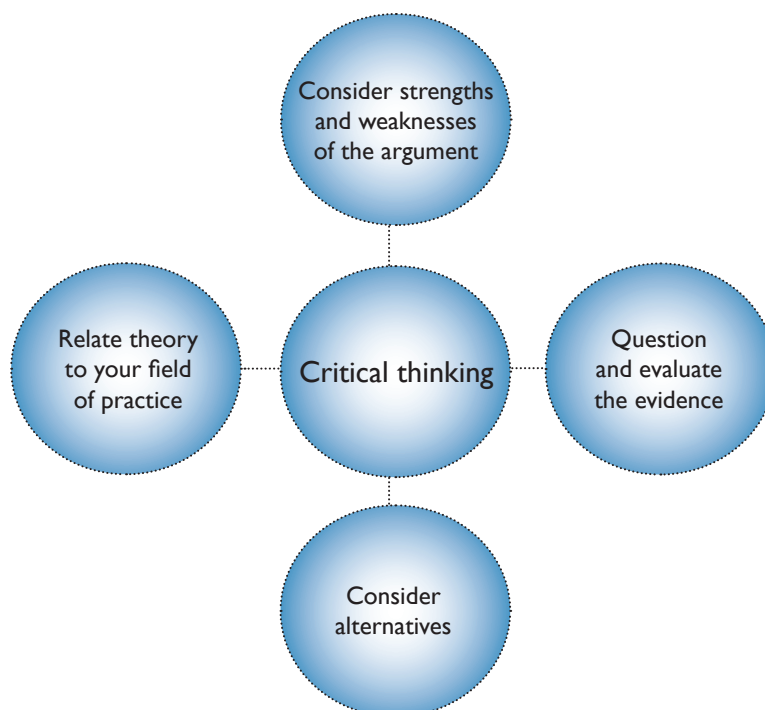 Consider strengths
and weaknesses
of the argument
Relate theory
to your field
of practice
Critical thinking
Question
and evaluate
the evidence
Consider
alternatives